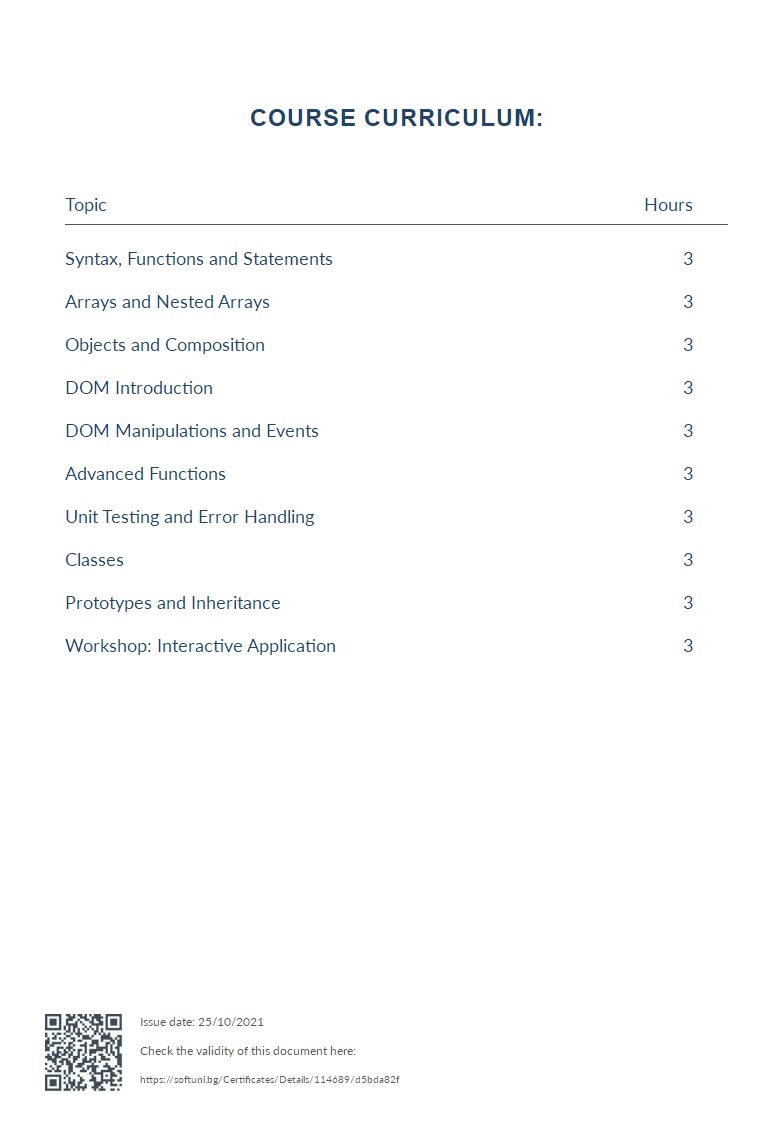 COURSE CURRICULUM:
Topic Hours
Syntax, Functions and Statements 3
Arrays and Nested Arrays 3
Objects and Composition 3
DOM Introduction 3
DOM Manipulations and Events 3
Advanced Functions 3
Unit Testing and Error Handling 3
Classes 3
Prototypes and Inheritance 3
Workshop: Interactive Application 3
Issue date: 25/10/2021
Check the validity of this document here:
https://softuni.bg/Certificates/Details/114689/d5bda82f